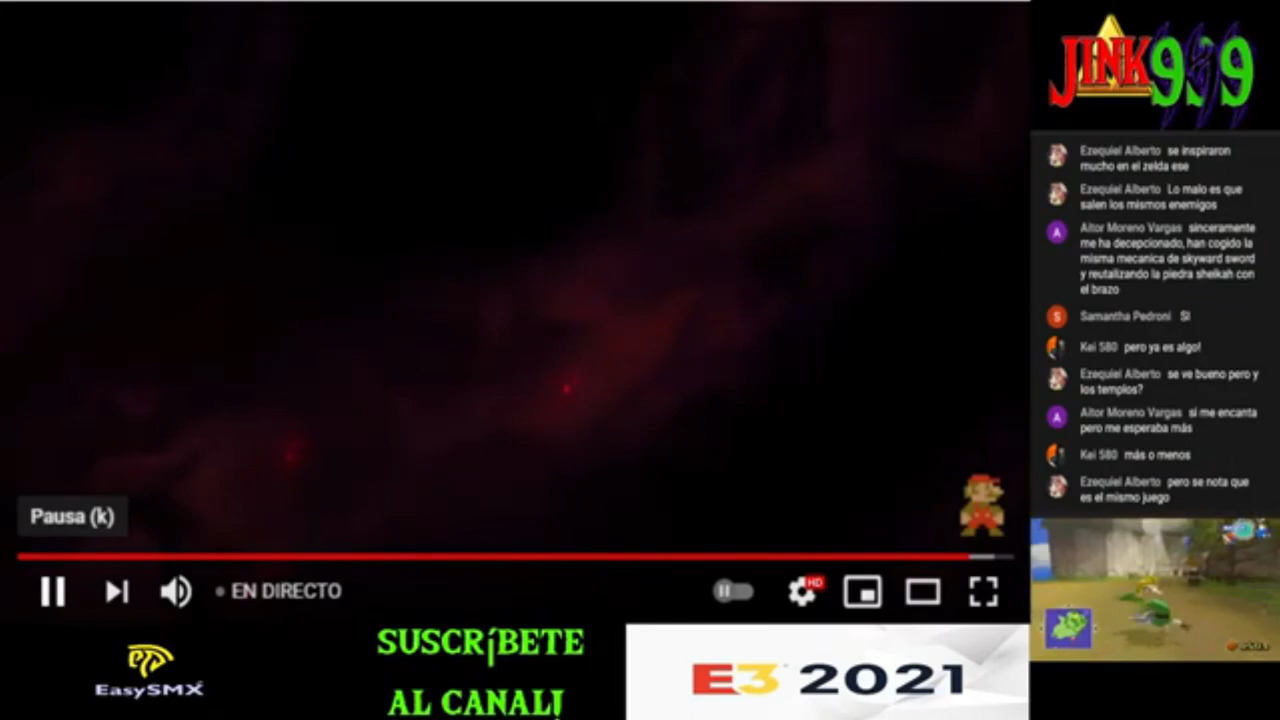 JINK999
Ezequiel Alberto se inspiraron
mucho en el zelda ese
Ezequiel Alberto Lo malo es que
salen los mismos enemigos
A
Aitor Moreno Vargas sinceramente
me ha decepcionado, han cogido la
misma mecanica de skyward sword
y reutalizando la piedra sheikah con
el brazo
S
Samantha Pedroni SI
Kei 580 pero ya es algo!
Ezequiel Alberto se ve bueno pero y
los templos?
A
Aitor Moreno Vargas si me encanta
pero me esperaba más
Kei 580 más o menos
Ezequiel Alberto pero se nota que
es el mismo juego
Pausa (k)
EN DIRECTO
HD
EasySMX
SUSCRÍBETE
AL CANAL!
E3 2021